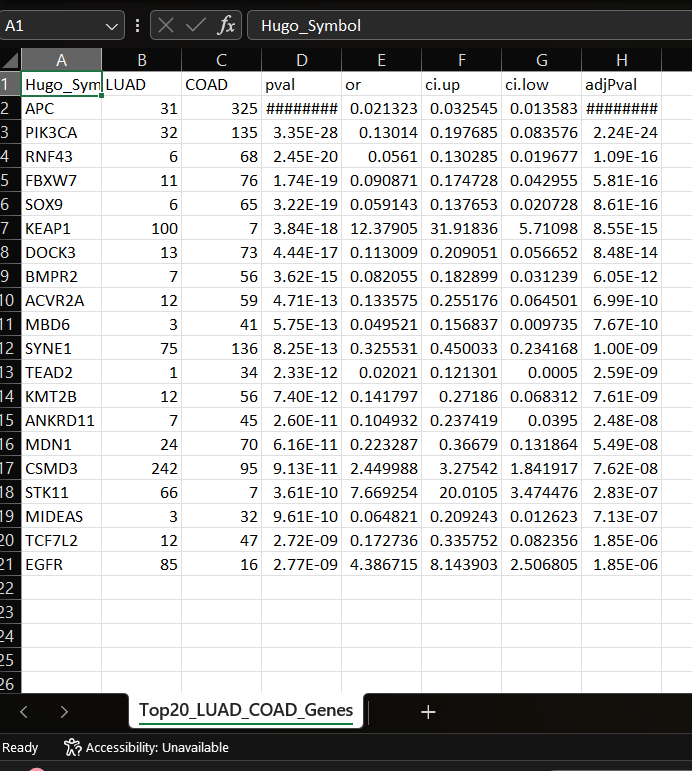 A1 fx Hugo_Symbol
A B C D E F G H
1 Hugo_Sym LUAD COAD pval or ci.up ci.low adjPval
2 APC 31 325 ######## 0.021323 0.032545 0.013583 ########
3 PIK3CA 32 135 3.35E-28 0.13014 0.197685 0.083576 2.24E-24
4 RNF43 6 68 2.45E-20 0.0561 0.130285 0.019677 1.09E-16
5 FBXW7 11 76 1.74E-19 0.090871 0.174728 0.042955 5.81E-16
6 SOX9 6 65 3.22E-19 0.059143 0.137653 0.020728 8.61E-16
7 KEAP1 100 7 3.84E-18 12.37905 31.91836 5.71098 8.55E-15
8 DOCK3 13 73 4.44E-17 0.113009 0.209051 0.056652 8.48E-14
9 BMPR2 7 56 3.62E-15 0.082055 0.182899 0.031239 6.05E-12
10 ACVR2A 12 59 4.71E-13 0.133575 0.255176 0.064501 6.99E-10
11 MBD6 3 41 5.75E-13 0.049521 0.156837 0.009735 7.67E-10
12 SYNE1 75 136 8.25E-13 0.325531 0.450033 0.234168 1.00E-09
13 TEAD2 1 34 2.33E-12 0.02021 0.121301 0.0005 2.59E-09
14 KMT2B 12 56 7.40E-12 0.141797 0.27186 0.068312 7.61E-09
15 ANKRD11 7 45 2.60E-11 0.104932 0.237419 0.0395 2.48E-08
16 MDN1 24 70 6.16E-11 0.223287 0.36679 0.131864 5.49E-08
17 CSMD3 242 95 9.13E-11 2.449988 3.27542 1.841917 7.62E-08
18 STK11 66 7 3.61E-10 7.669254 20.0105 3.474476 2.83E-07
19 MIDEAS 3 32 9.61E-10 0.064821 0.209243 0.012623 7.13E-07
20 TCF7L2 12 47 2.72E-09 0.172736 0.335752 0.082356 1.85E-06
21 EGFR 85 16 2.77E-09 4.386715 8.143903 2.506805 1.85E-06
22
23
24
25
26
Top20_LUAD_COAD_Genes
Ready Accessibility: Unavailable